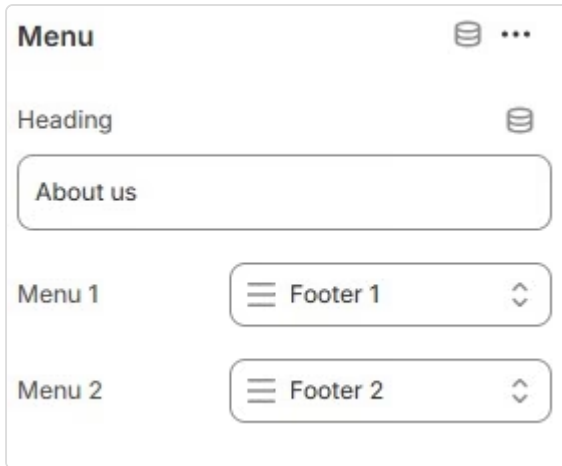 Menu
Heading
About us
Menu 1 Footer 1
Menu 2 Footer 2